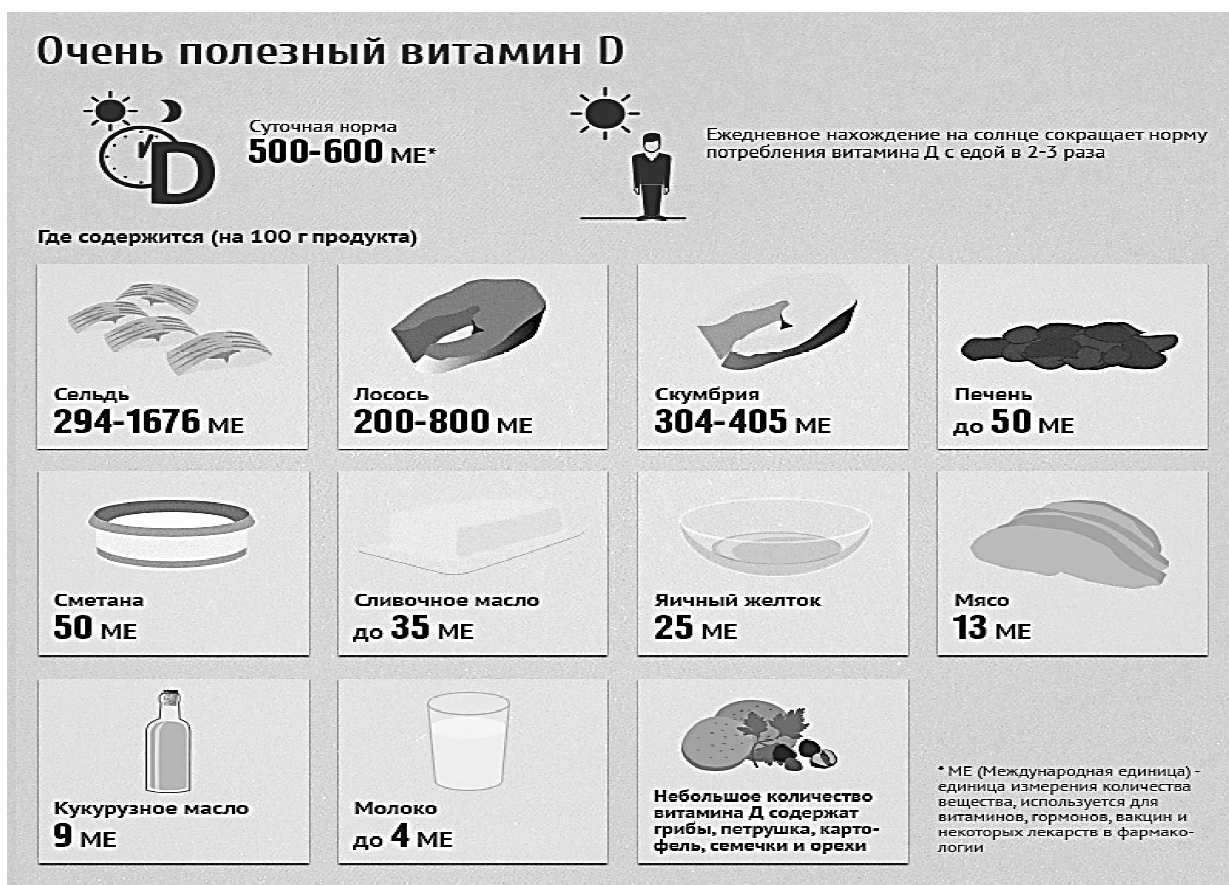 Очень полезный витамин D
Суточная норма
500-600 МЕ*
Ежедневное нахождение на солнце сокращает норму
потребления витамина Д с едой в 2-3 раза
D
Где содержится (на 100 г продукта)
Сельдь
294-1676 МЕ
Лосось
200-800 МЕ
Скумбрия
304-405 МЕ
Печень
до 50 МЕ
Сметана
50 МЕ
Сливочное масло
до 35 МЕ
Яичный желток
25 МЕ
Мясо
13 МЕ
Кукурузное масло
9 МЕ
Молоко
до 4 МЕ
Небольшое количество
витамина Д содержат
грибы, петрушка, карто-
фель, семечки и орехи
* МЕ (Международная единица) -
единица измерения количества
вещества, используется для
витаминов, гормонов, вакцин и
некоторых лекарств в фармако-
логии